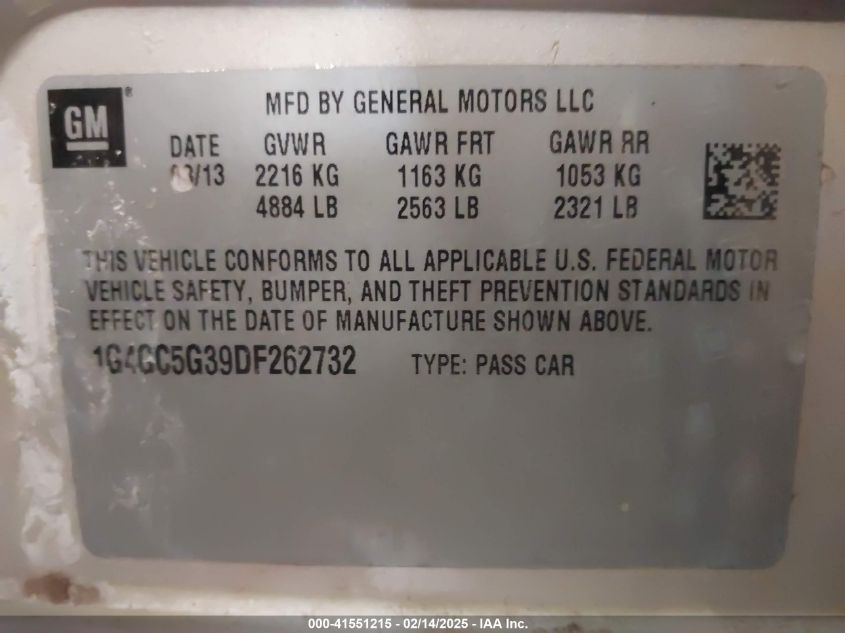 GM ®
MFD BY GENERAL MOTORS LLC
DATE GVWR GAWR FRT GAWR RR
03/13 2216 KG 1163 KG 1053 KG
4884 LB 2563 LB 2321 LB
THIS VEHICLE CONFORMS TO ALL APPLICABLE U.S. FEDERAL MOTOR
VEHICLE SAFETY, BUMPER, AND THEFT PREVENTION STANDARDS IN
EFFECT ON THE DATE OF MANUFACTURE SHOWN ABOVE.
1G4GC5G39DF262732 TYPE: PASS CAR
000-41551215 - 02/14/2025 - IAA Inc.